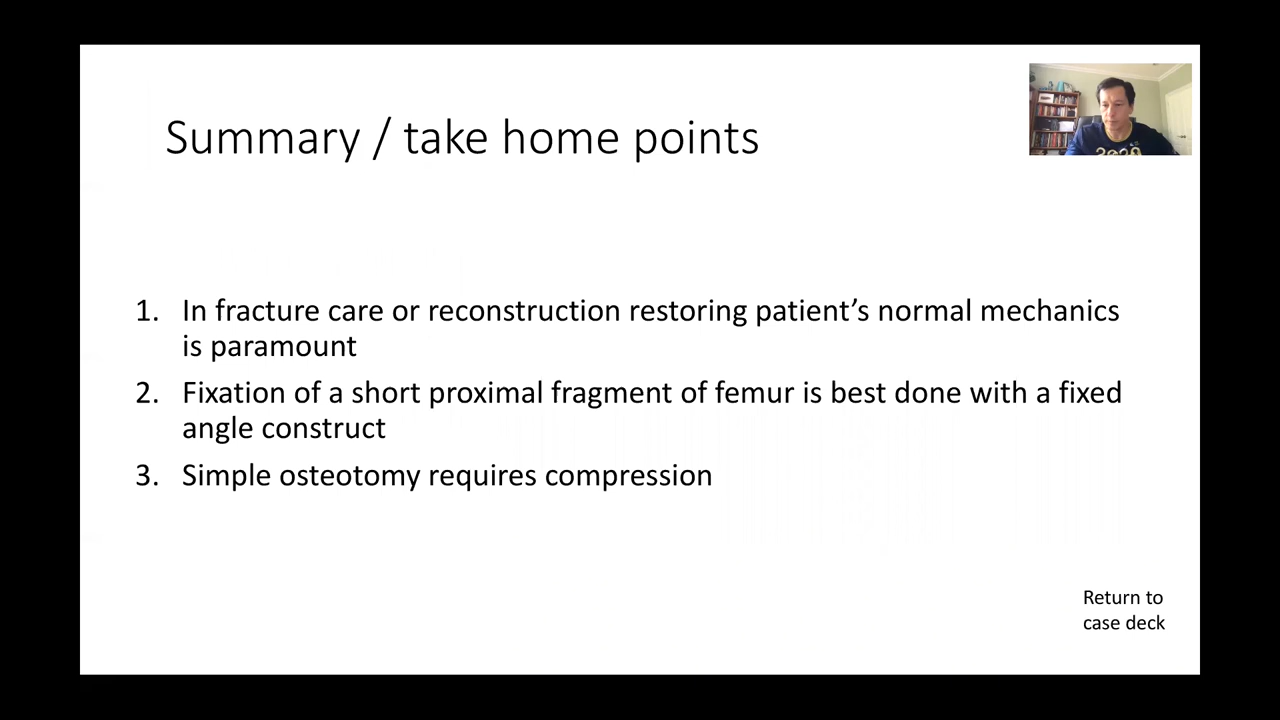 Summary / take home points
2020
1. In fracture care or reconstruction restoring patient’s normal mechanics
is paramount
2. Fixation of a short proximal fragment of femur is best done with a fixed
angle construct
3. Simple osteotomy requires compression
Return to
case deck